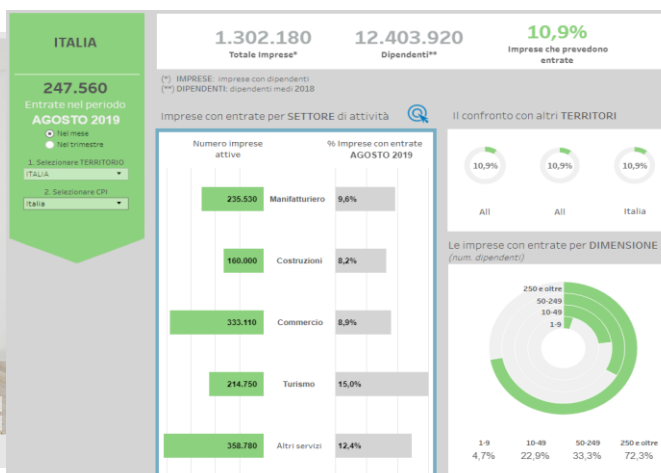 ITALIA
247.560
Entrate nel periodo
AGOSTO 2019
Nel mese
Nel trimestre
1. Selezionare TERRITORIO
ITALIA
2. Selezionare CPI
Italia
1.302.180
Totale Imprese*
12.403.920
Dipendenti**
10,9%
Imprese che prevedono
entrate
(*) IMPRESE: imprese con dipendenti
(**) DIPENDENTI: dipendenti medi 2018
Imprese con entrate per SETTORE di attività
Numero imprese
attive
% Imprese con entrate
AGOSTO 2019
235.530 Manifatturiero 9,6%
160.000 Costruzioni 8,2%
333.110 Commercio 8,9%
214.750 Turismo 15,0%
358.780 Altri servizi 12,4%
Il confronto con altri TERRITORI
10,9% 10,9% 10,9%
All All Italia
Le imprese con entrate per DIMENSIONE
(num. dipendenti)
250 e oltre
50-249
10-49
1-9
1-9 10-49 50-249 250 e oltre
4,7% 22,9% 33,3% 72,3%